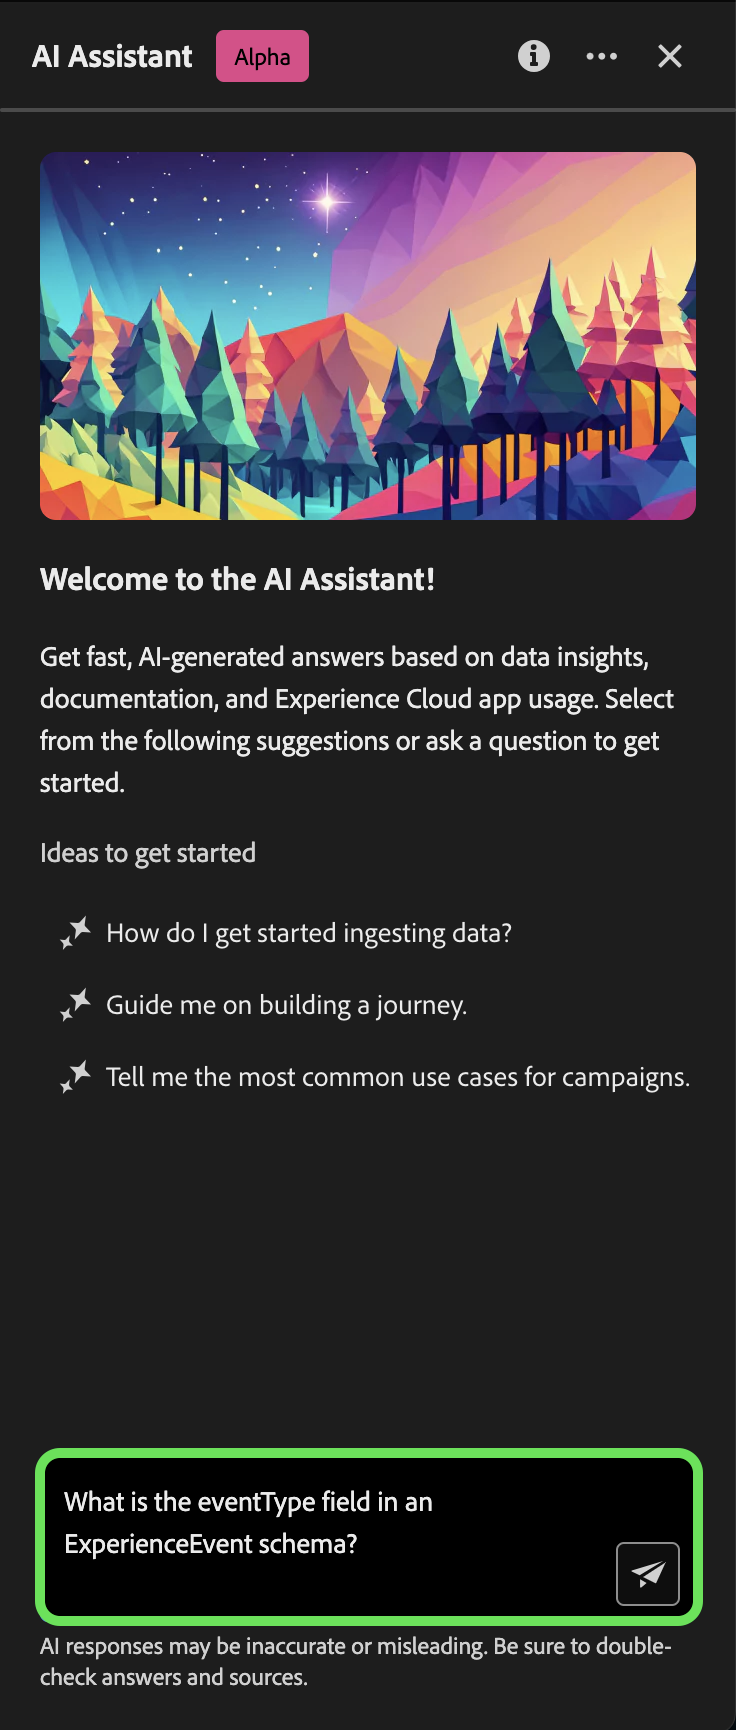 AI Assistant Alpha
Welcome to the AI Assistant!
Get fast, AI-generated answers based on data insights,
documentation, and Experience Cloud app usage. Select
from the following suggestions or ask a question to get
started.
Ideas to get started
How do I get started ingesting data?
Guide me on building a journey.
Tell me the most common use cases for campaigns.
What is the eventType field in an
ExperienceEvent schema?
AI responses may be inaccurate or misleading. Be sure to double-
check answers and sources.